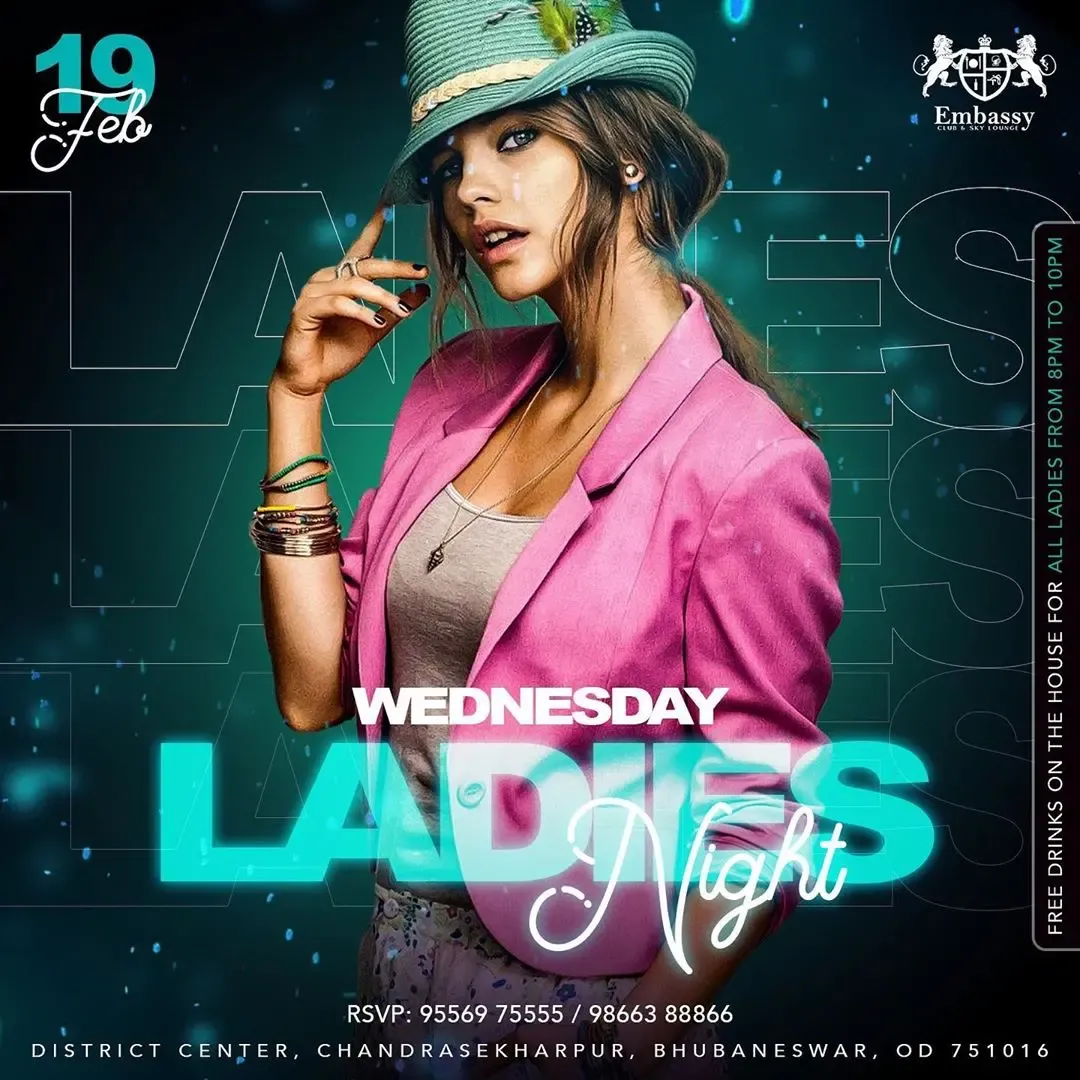 19
Feb
Embassy
CLUB & SKY LOUNGE
LADIES
LADIES
LADIES
FREE DRINKS ON THE HOUSE FOR ALL LADIES FROM 8PM TO 10PM
WEDNESDAY
LADIES
Night
RSVP: 95569 75555 / 98663 88866
DISTRICT CENTER, CHANDRASEKHARPUR, BHUBANESWAR, OD 751016